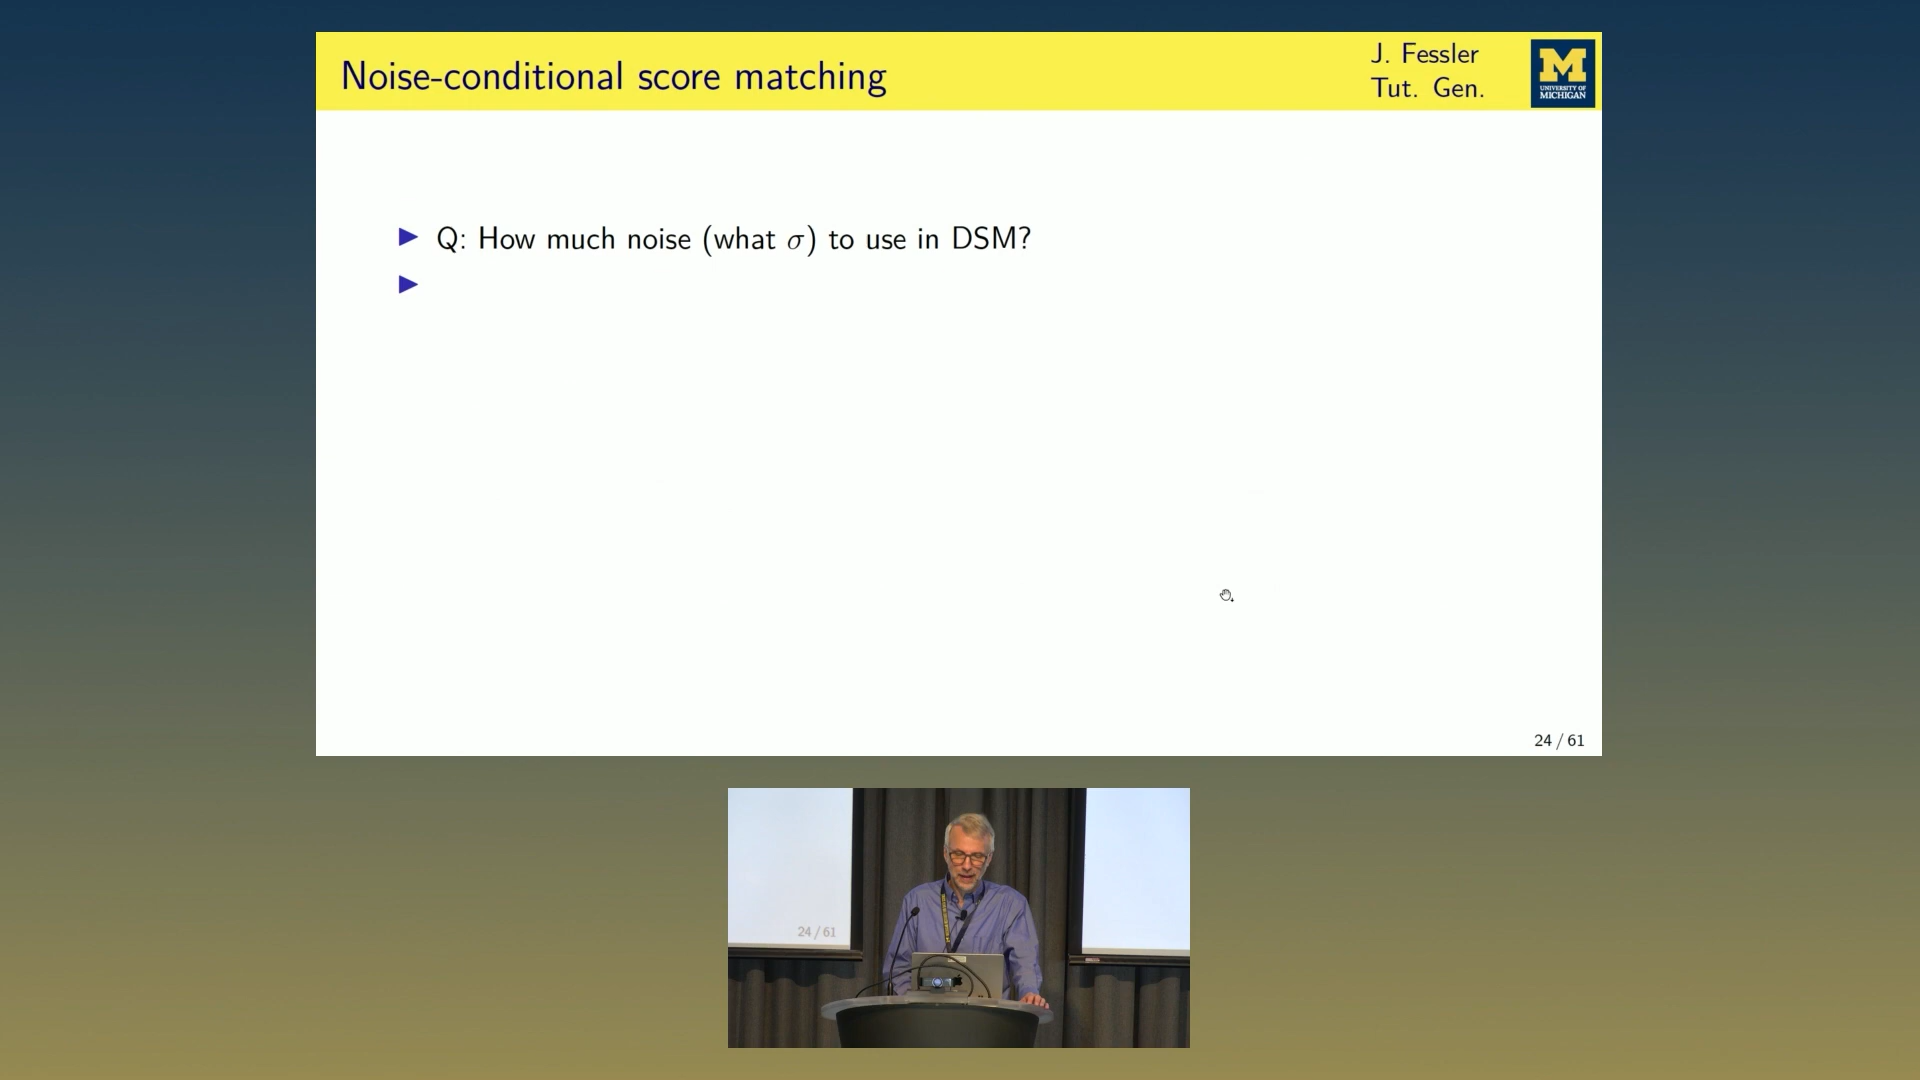 Noise-conditional score matching
J. Fessler
Tut. Gen.
M
UNIVERSITY OF
MICHIGAN
▶ Q: How much noise (what σ) to use in DSM?
▶
24 / 61
24 / 61